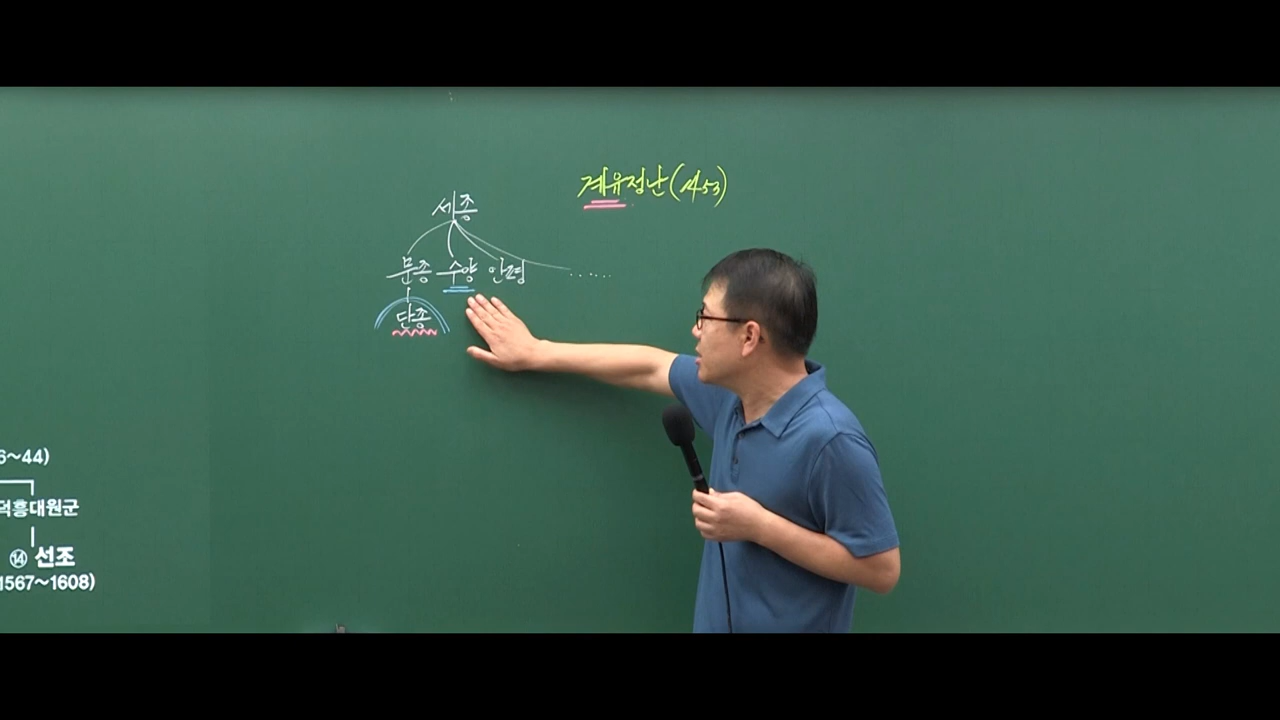 계유정난(1453)
세종
문종 수양 안평 ......
단종
6~44)
덕흥대원군
⑭ 선조
1567~1608)